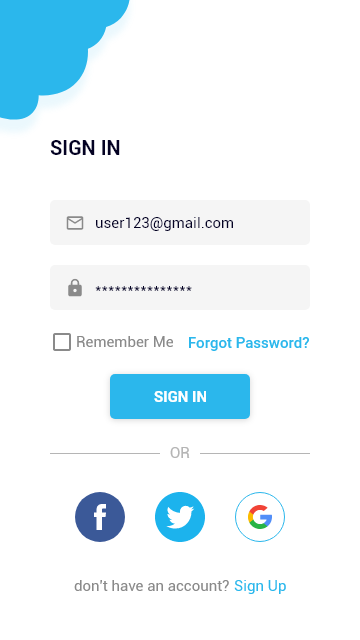 SIGN IN
user123@gmail.com
***************
Remember Me Forgot Password?
SIGN IN
OR
f G
don't have an account? Sign Up